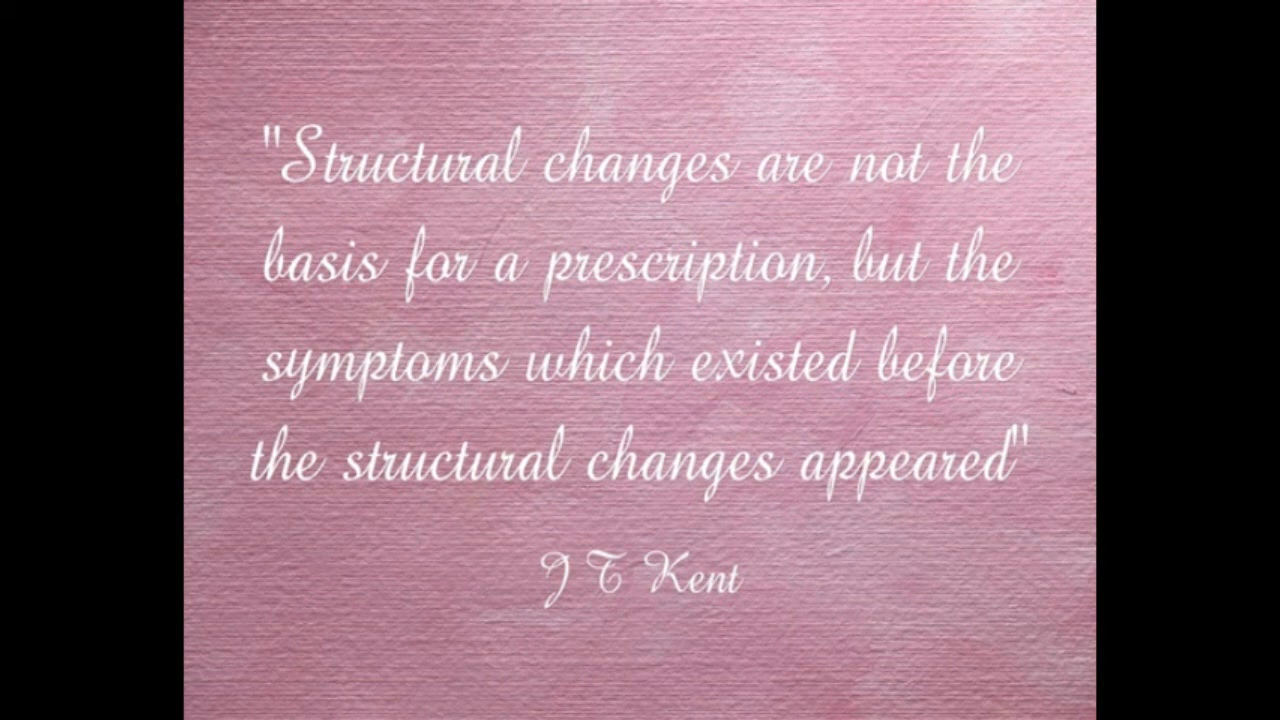 "Structural changes are not the
basis for a prescription, but the
symptoms which existed before
the structural changes appeared"
J T Kent